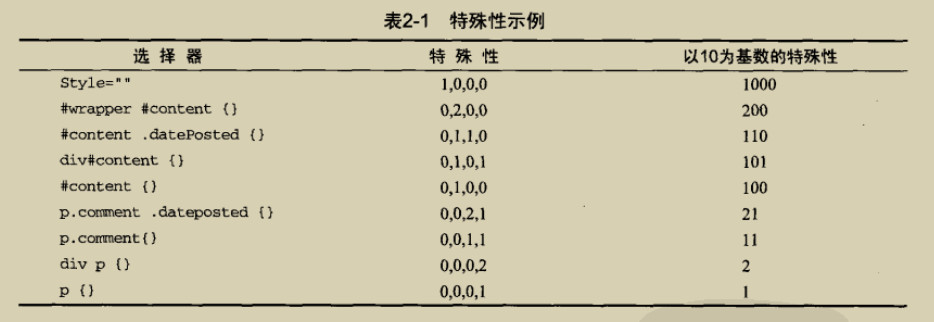 表2-1 特殊性示例
选 择 器 特 殊 性 以10为基数的特殊性
Style="" 1,0,0,0 1000
#wrapper #content {} 0,2,0,0 200
#content .datePosted {} 0,1,1,0 110
div#content {} 0,1,0,1 101
#content {} 0,1,0,0 100
p.comment .dateposted {} 0,0,2,1 21
p.comment{} 0,0,1,1 11
div p {} 0,0,0,2 2
p {} 0,0,0,1 1